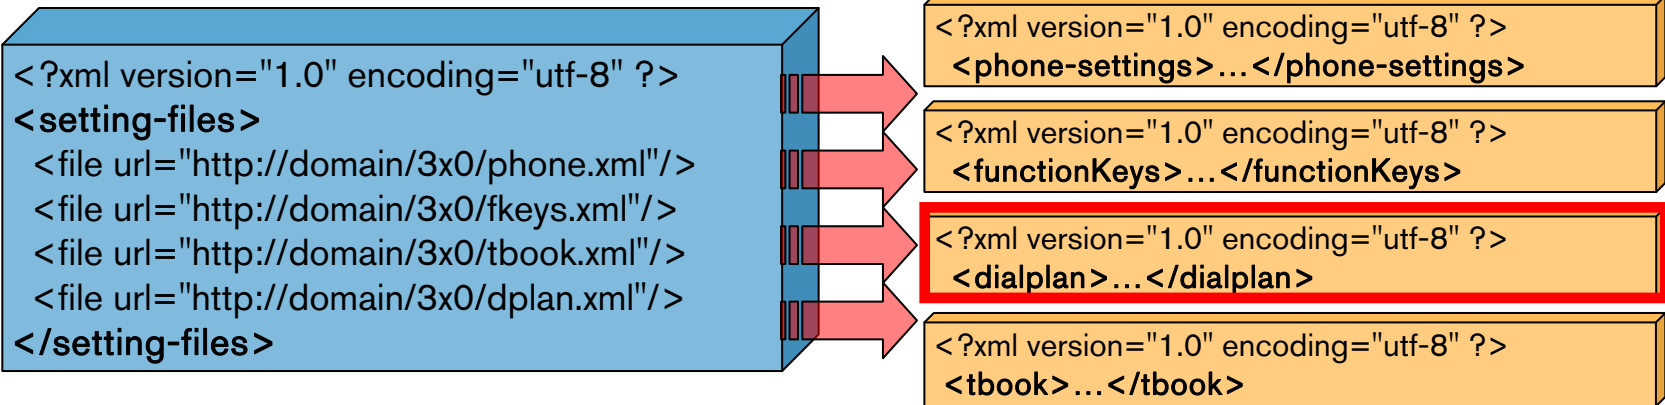 <?xml version="1.0" encoding="utf-8" ?>
<setting-files>
<file url="http://domain/3x0/phone.xml"/>
<file url="http://domain/3x0/fkeys.xml"/>
<file url="http://domain/3x0/tbook.xml"/>
<file url="http://domain/3x0/dplan.xml"/>
</setting-files>
<?xml version="1.0" encoding="utf-8" ?>
<phone-settings>...</phone-settings>
<?xml version="1.0" encoding="utf-8" ?>
<functionKeys>...</functionKeys>
<?xml version="1.0" encoding="utf-8" ?>
<dialplan>...</dialplan>
<?xml version="1.0" encoding="utf-8" ?>
<tbook>...</tbook>